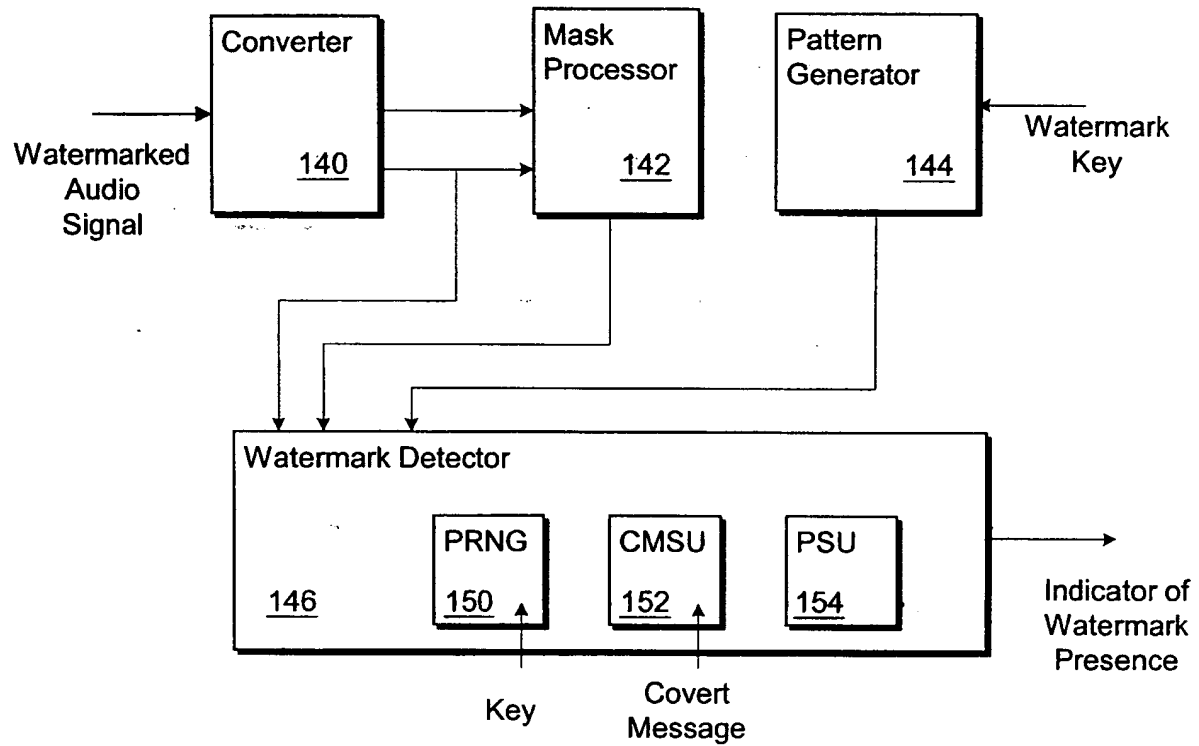 Converter
140
Mask
Processor
142
Pattern
Generator
144
Watermarked
Audio
Signal
Watermark
Key
Watermark Detector
146
PRNG
150
CMSU
152
PSU
154
Key
Covert
Message
Indicator of
Watermark
Presence